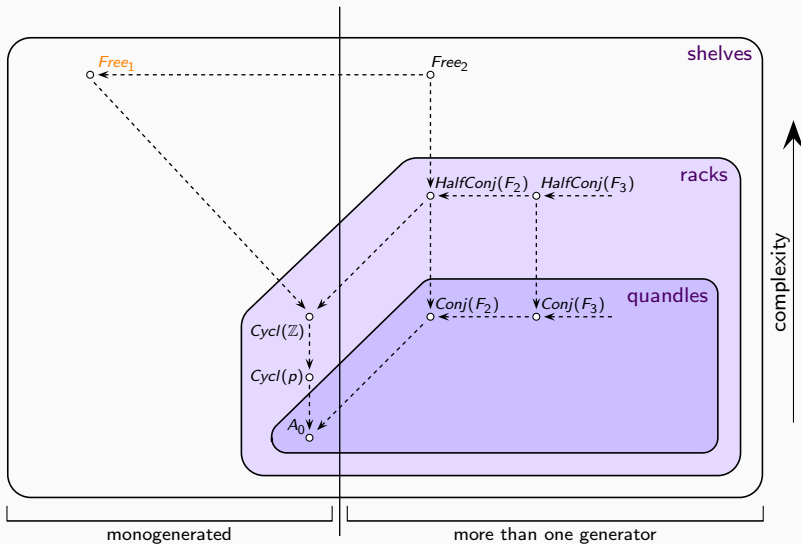 shelves
Free₁
Free₂
racks
HalfConj(F₂)
HalfConj(F₃)
complexity
quandles
Conj(F₂)
Conj(F₃)
Cycl(ℤ)
Cycl(p)
A₀
monogenerated
more than one generator